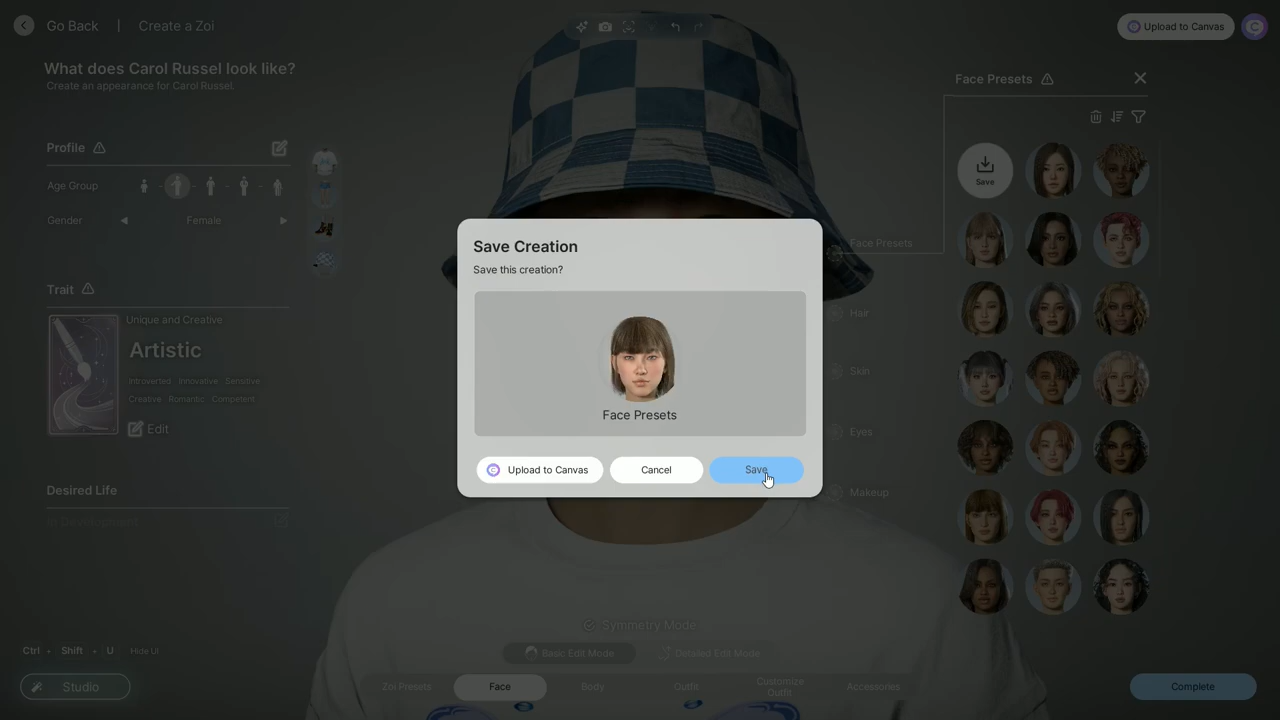 Go Back | Create a Zoi
Upload to Canvas
What does Carol Russel look like?
Create an appearance for Carol Russel.
Profile
Age Group
Gender
Female
Trait
Unique and Creative
Artistic
Introverted Innovative Sensitive
Creative Romantic Competent
Edit
Desired Life
In Development
Ctrl + Shift + U Hide UI
Studio
Save Creation
Save this creation?
Face Presets
Upload to Canvas
Cancel
Save
Face Presets
Hair
Skin
Eyes
Makeup
Face Presets
Save
Symmetry Mode
Basic Edit Mode
Detailed Edit Mode
Zoi Presets
Face
Body
Outfit
Customize
Outfit
Accessories
Complete